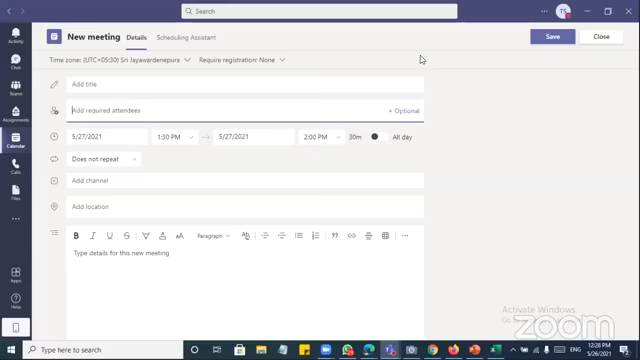 Search
TS
Activity
Chat
Teams
Assignments
Calendar
Calls
Files
Apps
Help
New meeting Details Scheduling Assistant
Save Close
Time zone: (UTC+05:30) Sri Jayawardenepura Require registration: None
Add title
Add required attendees + Optional
5/27/2021 1:30 PM 5/27/2021 2:00 PM 30m All day
Does not repeat
Add channel
Add location
B I U S A AA Paragraph Ab
Type details for this new meeting
Activate Windows
zoom
Type here to search
ENG
12:28 PM
5/26/2021